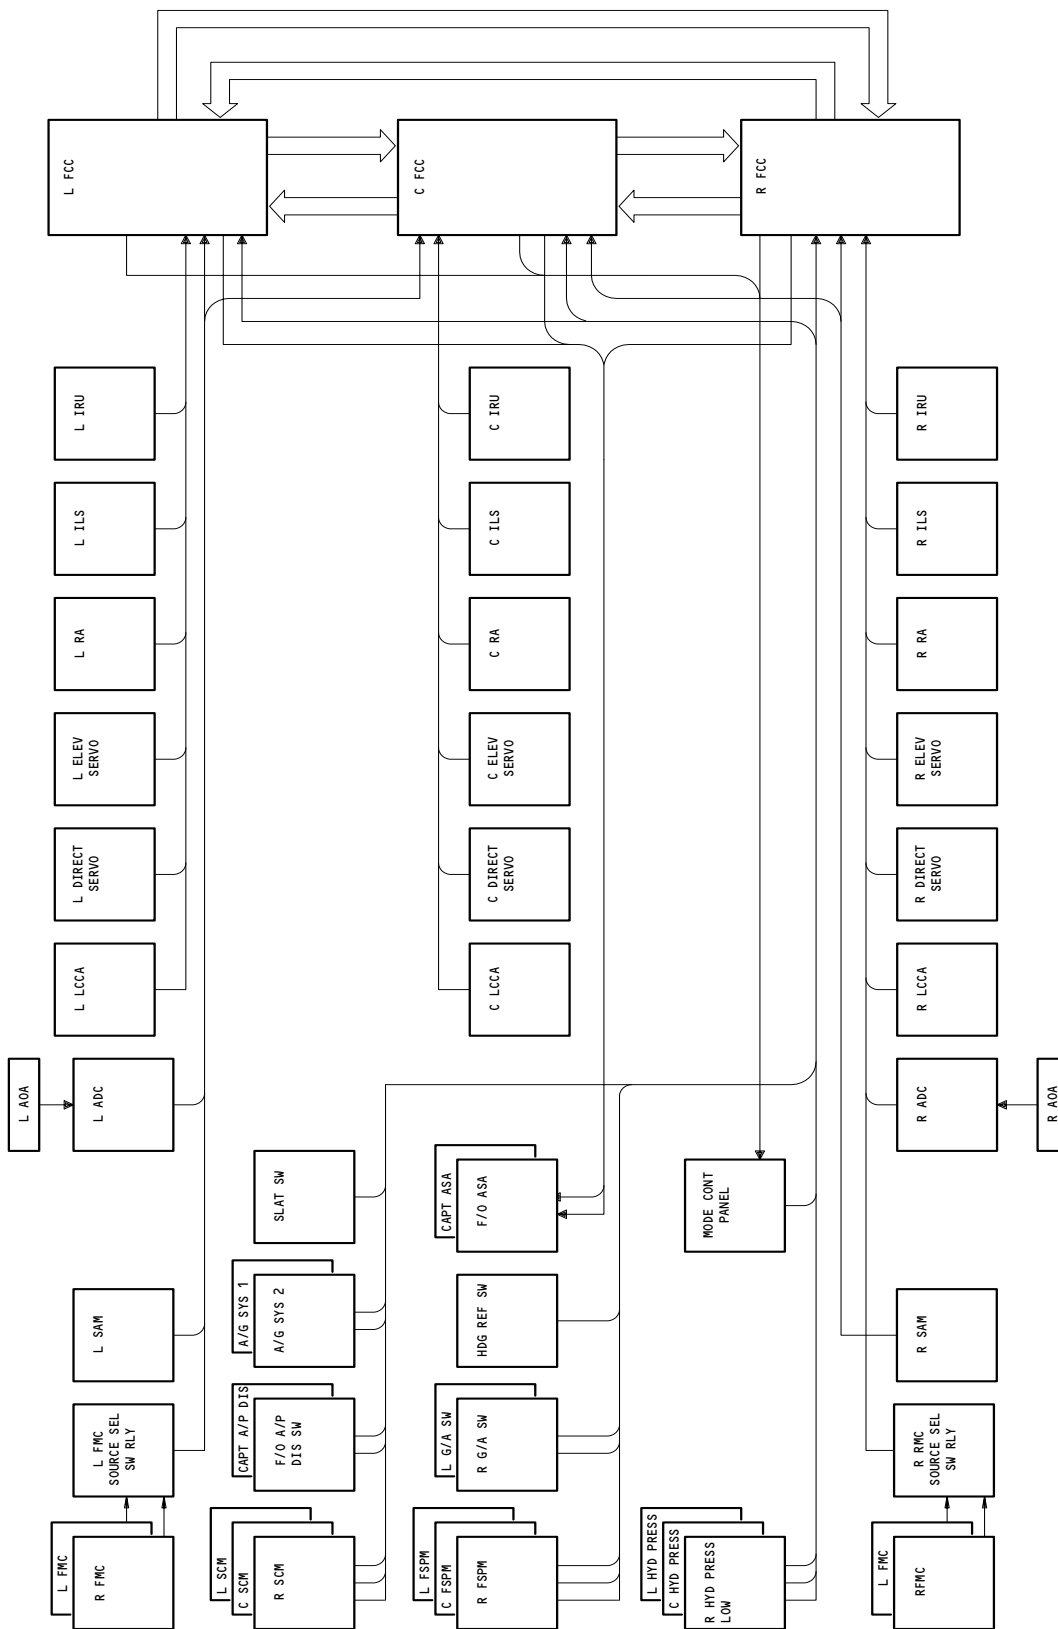 L FCC
C FCC
R FCC
L IRU
C IRU
R IRU
L ILS
C ILS
R ILS
L RA
C RA
R RA
L ELEV
SERVO
C ELEV
SERVO
R ELEV
SERVO
L DIRECT
SERVO
C DIRECT
SERVO
R DIRECT
SERVO
L LCCA
C LCCA
R LCCA
L AOA
L ADC
R ADC
R AOA
SLAT SW
CAPT ASA
F/O ASA
MODE CONT
PANEL
L SAM
A/G SYS 1
A/G SYS 2
HDG REF SW
R SAM
L FMC
SOURCE SEL
SW RLY
CAPT A/P DIS
F/O A/P
DIS SW
L G/A SW
R G/A SW
R RMC
SOURCE SEL
SW RLY
L FMC
R FMC
L SCM
C SCM
R SCM
L FSPM
C FSPM
R FSPM
L HYD PRESS
C HYD PRESS
R HYD PRESS
LOW
L FMC
RFMC